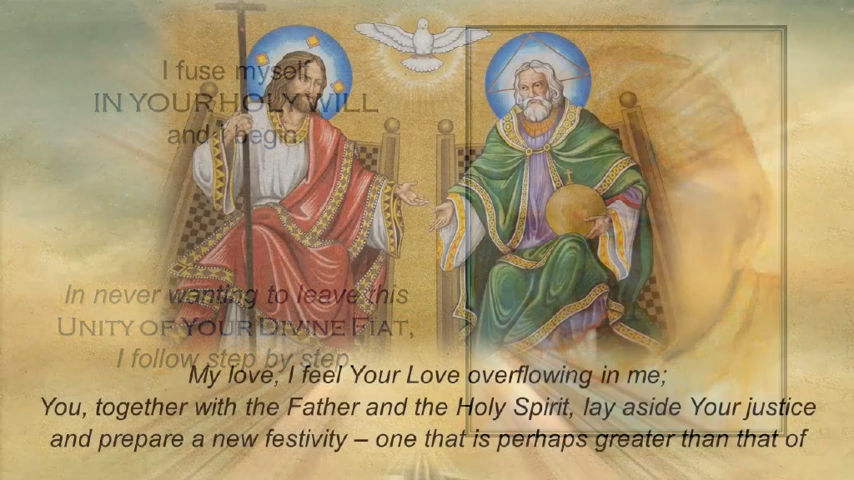 I fuse myself
IN YOUR HOLY WILL
and I begin
In never wanting to leave this
UNITY OF YOUR DIVINE FIAT,
I follow step by step
My love, I feel Your Love overflowing in me;
You, together with the Father and the Holy Spirit, lay aside Your justice
and prepare a new festivity – one that is perhaps greater than that of